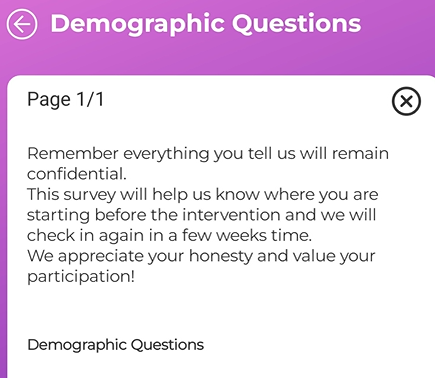 Demographic Questions
Page 1/1
Remember everything you tell us will remain
confidential.
This survey will help us know where you are
starting before the intervention and we will
check in again in a few weeks time.
We appreciate your honesty and value your
participation!
Demographic Questions